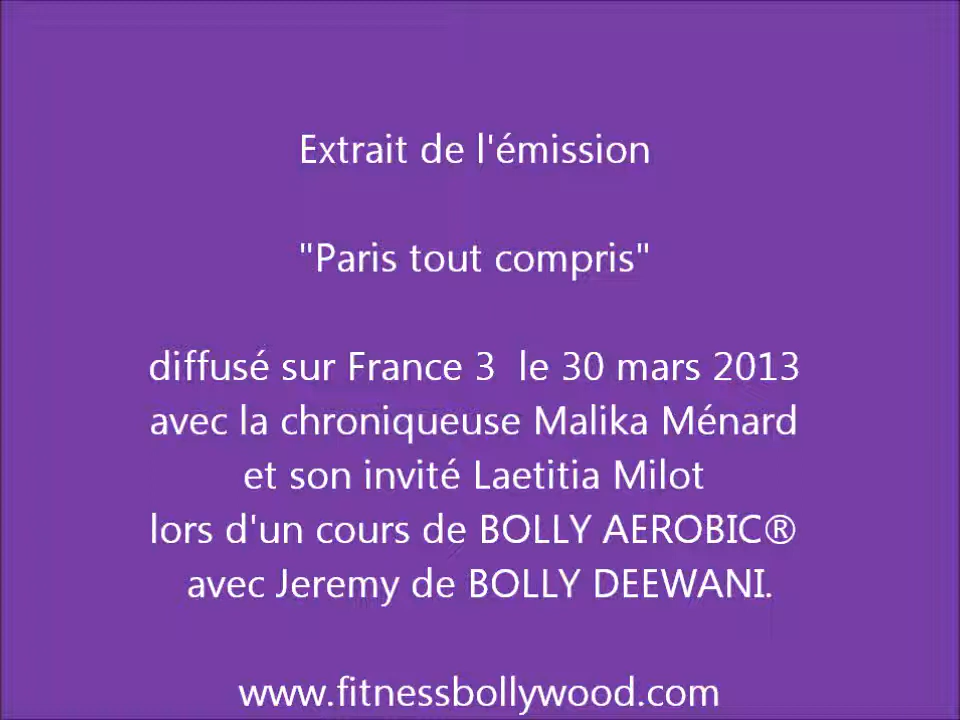 Extrait de l'émission
"Paris tout compris"
diffusé sur France 3  le 30 mars 2013
avec la chroniqueuse Malika Ménard
et son invité Laetitia Milot
lors d'un cours de BOLLY AEROBIC®
avec Jeremy de BOLLY DEEWANI.
www.fitnessbollywood.com